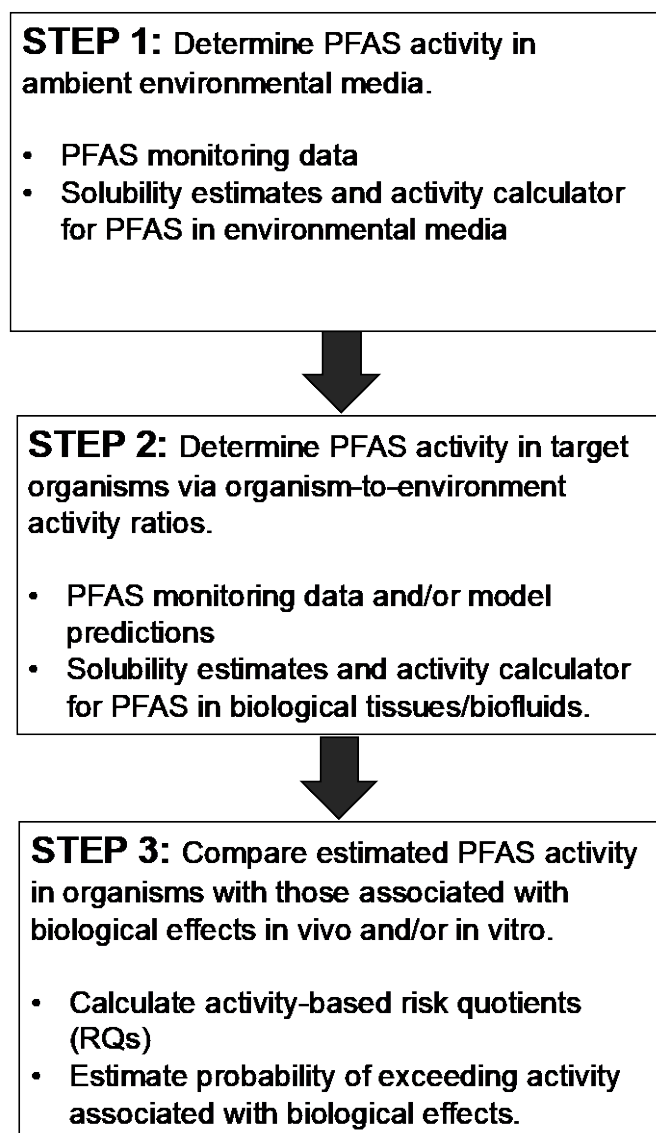 STEP 1: Determine PFAS activity in
ambient environmental media.
• PFAS monitoring data
• Solubility estimates and activity calculator
for PFAS in environmental media
STEP 2: Determine PFAS activity in target
organisms via organism-to-environment
activity ratios.
• PFAS monitoring data and/or model
predictions
• Solubility estimates and activity calculator
for PFAS in biological tissues/biofluids.
STEP 3: Compare estimated PFAS activity
in organisms with those associated with
biological effects in vivo and/or in vitro.
• Calculate activity-based risk quotients
(RQs)
• Estimate probability of exceeding activity
associated with biological effects.